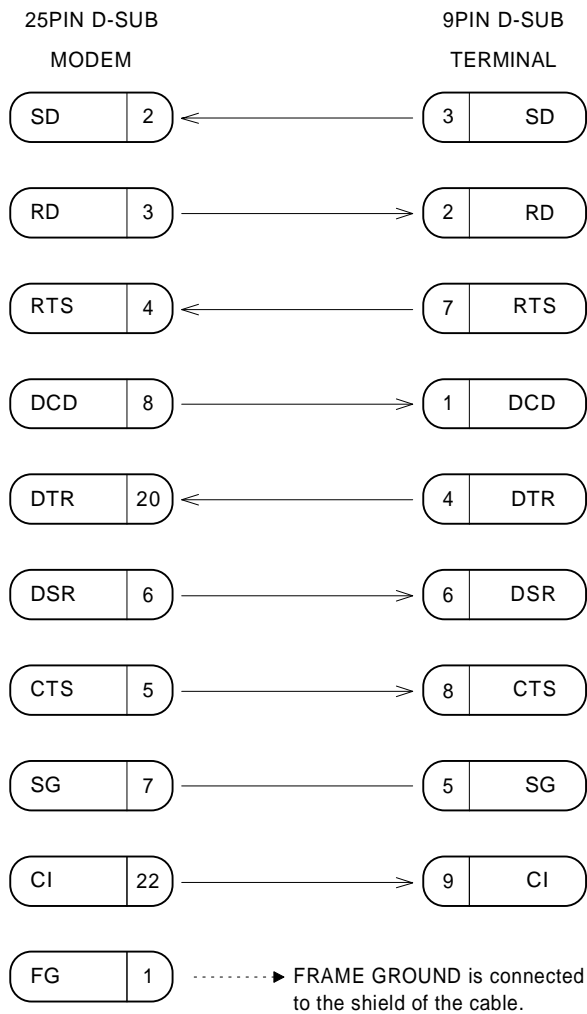 25PIN D-SUB 9PIN D-SUB
MODEM TERMINAL
SD 2 3 SD
RD 3 2 RD
RTS 4 7 RTS
DCD 8 1 DCD
DTR 20 4 DTR
DSR 6 6 DSR
CTS 5 8 CTS
SG 7 5 SG
CI 22 9 CI
FG 1 FRAME GROUND is connected
to the shield of the cable.